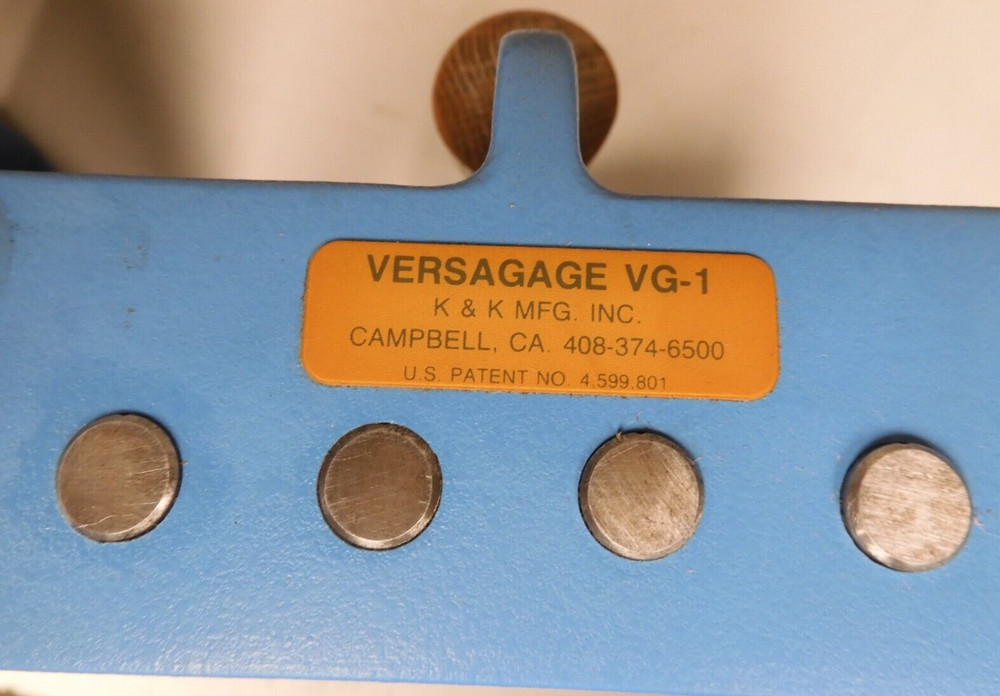 VERSAGAGE VG-1
K & K MFG. INC.
CAMPBELL, CA. 408-374-6500
U.S. PATENT NO. 4,599,801